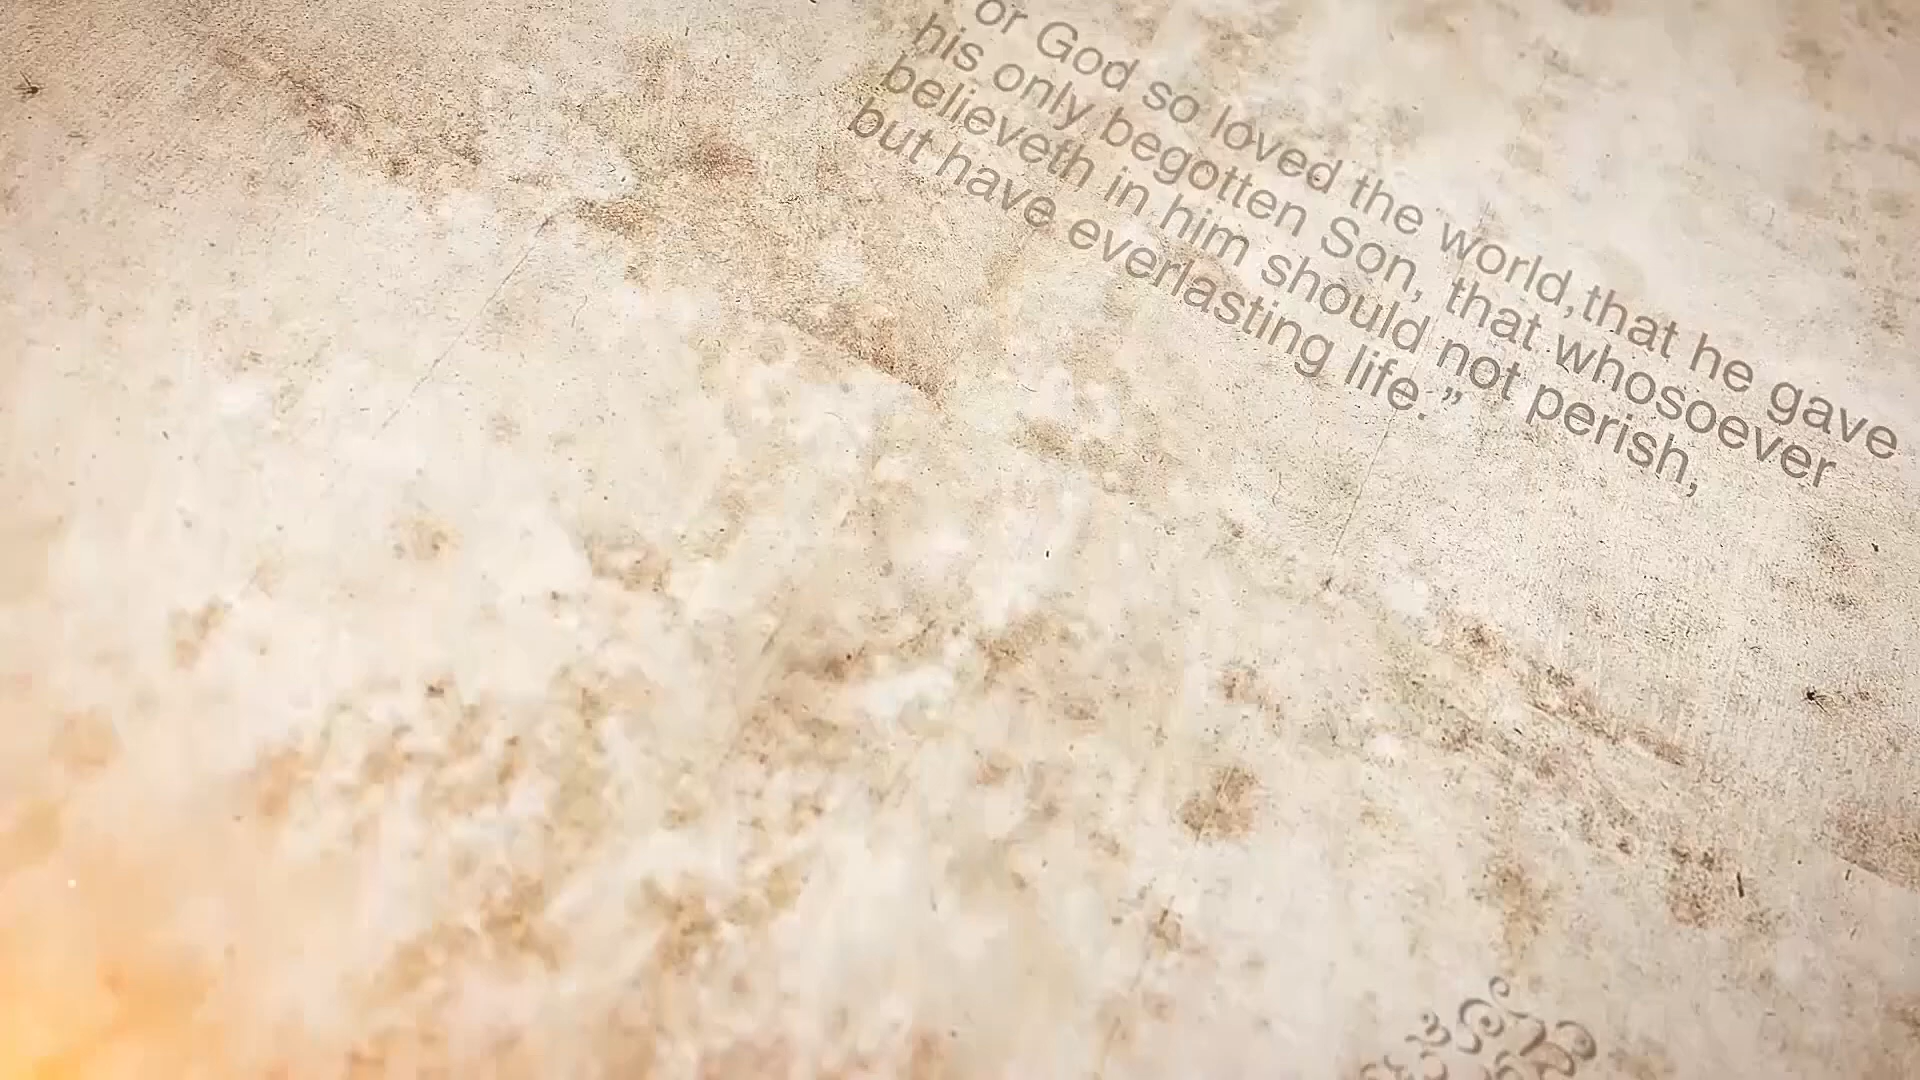 or God so loved the world,that he gave
his only begotten Son, that whosoever
believeth in him should not perish,
but have everlasting life.”